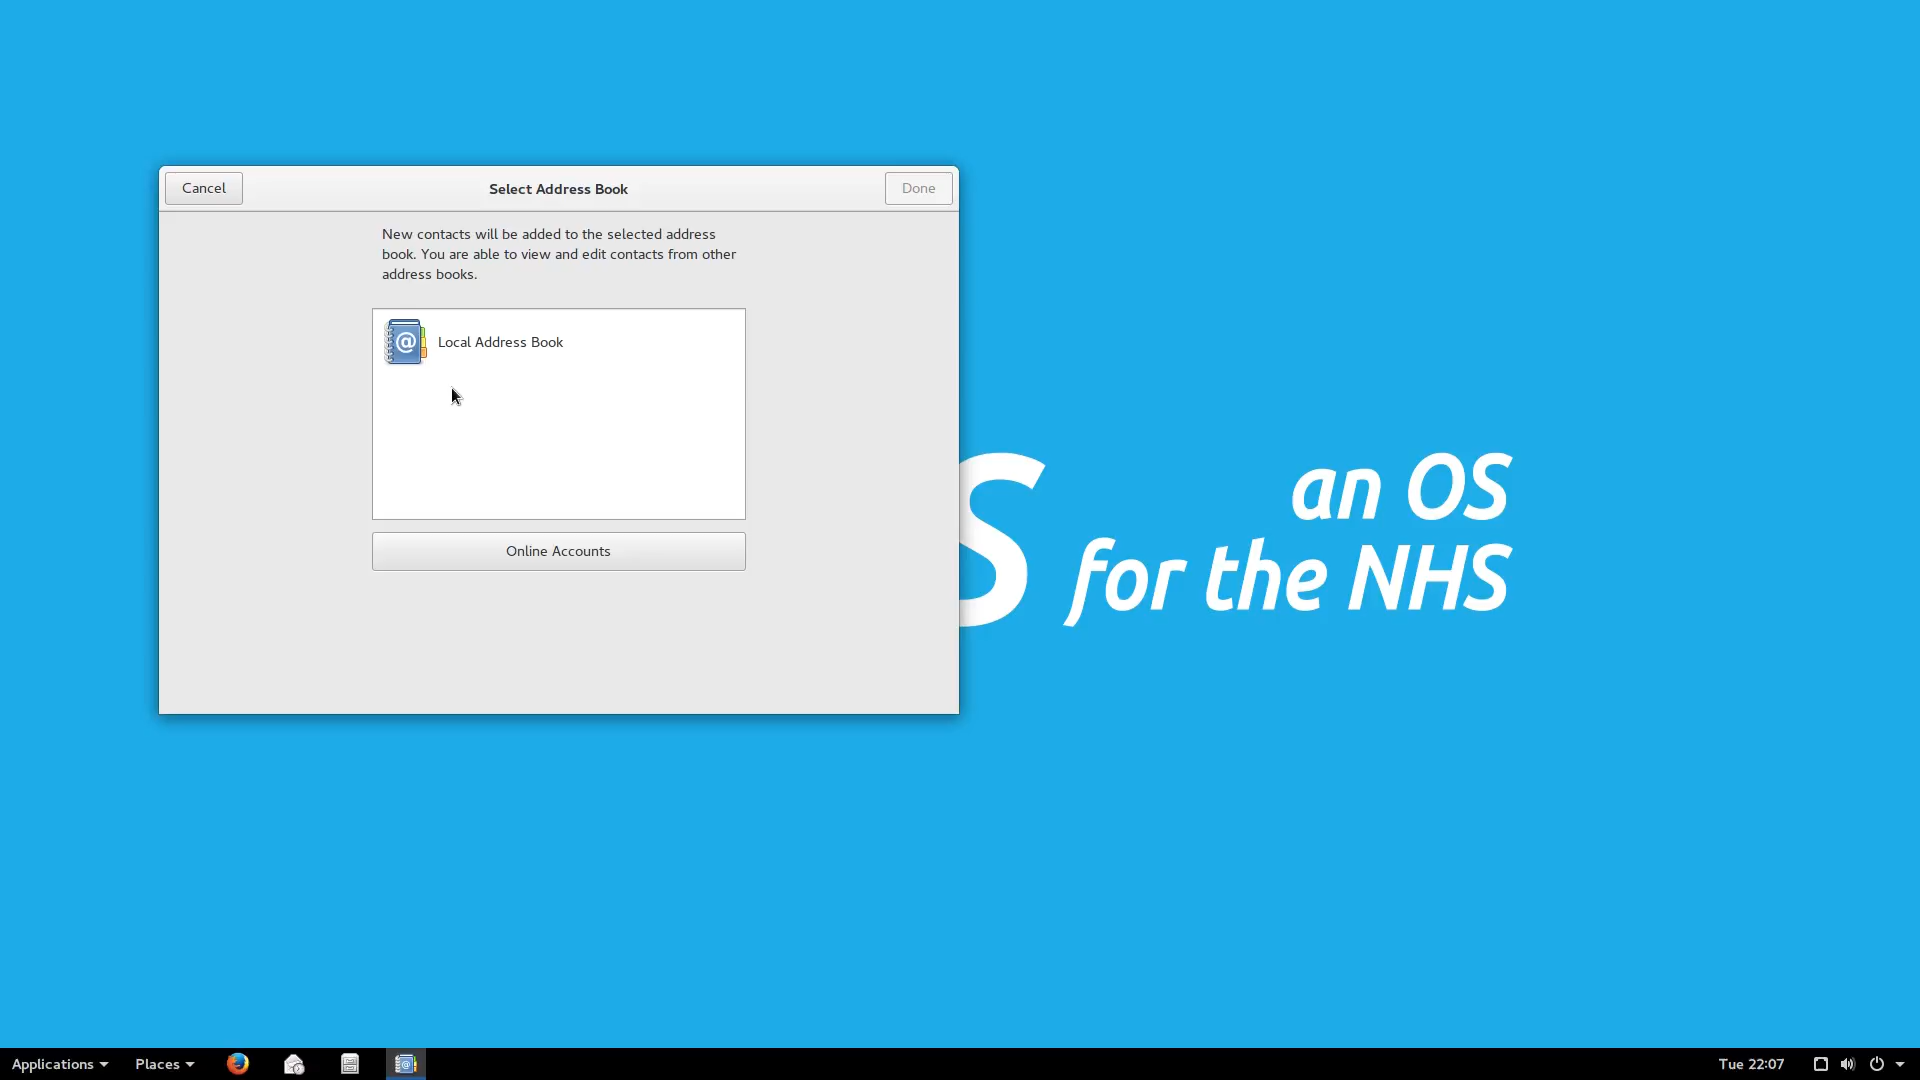 Cancel
Select Address Book
Done
New contacts will be added to the selected address
book. You are able to view and edit contacts from other
address books.
@ Local Address Book
Online Accounts
S
an OS
for the NHS
Applications
Places
Tue 22:07